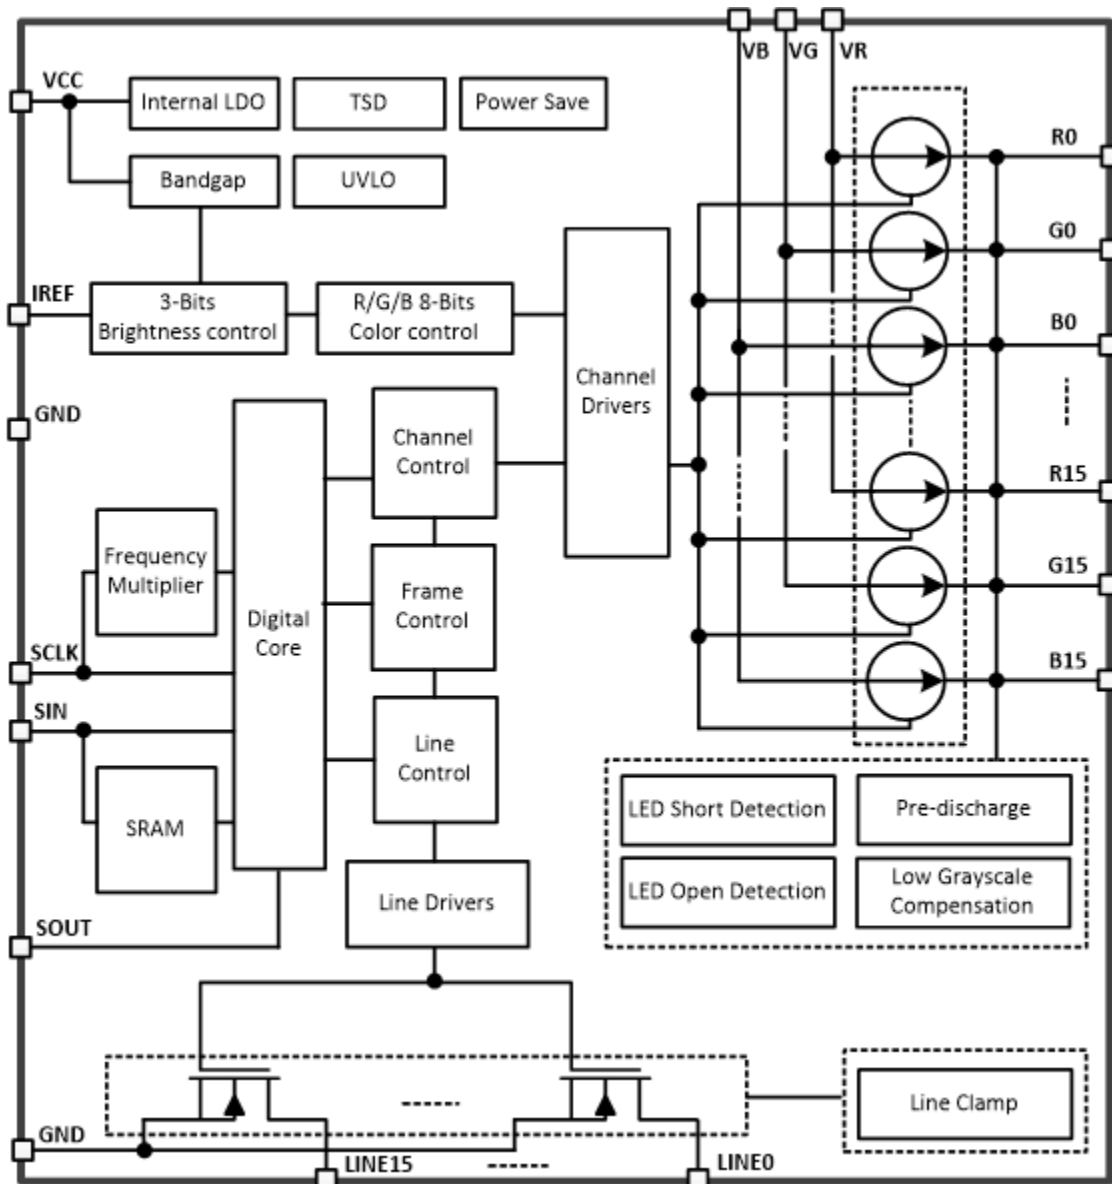 VB VG VR
VCC
Internal LDO
TSD
Power Save
Bandgap
UVLO
R0
G0
B0
R15
G15
B15
IREF
3-Bits
Brightness control
R/G/B 8-Bits
Color control
Channel
Drivers
GND
Channel
Control
Frequency
Multiplier
Digital
Core
Frame
Control
SCLK
SIN
Line
Control
SRAM
LED Short Detection
Pre-discharge
LED Open Detection
Low Grayscale
Compensation
Line Drivers
SOUT
Line Clamp
GND
LINE15
LINE0